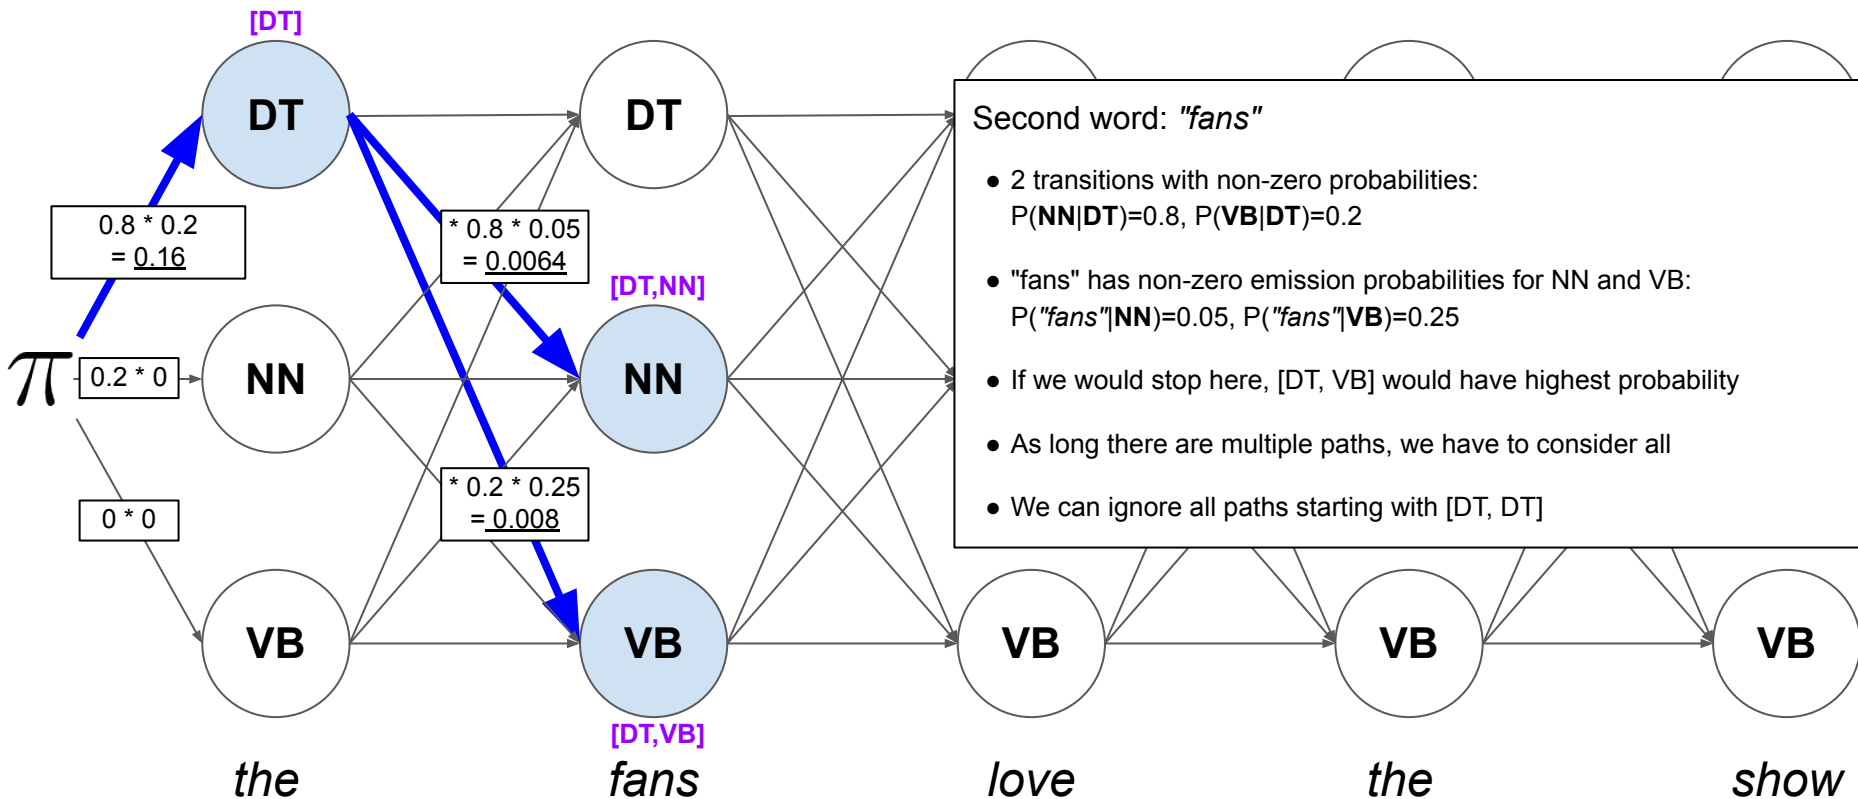 [DT]
DT
DT
0.8 * 0.2
= 0.16
* 0.8 * 0.05
= 0.0064
[DT,NN]
π
0.2 * 0
NN
NN
0 * 0
* 0.2 * 0.25
= 0.008
VB
VB
VB
VB
VB
[DT,VB]
Second word: "fans"
● 2 transitions with non-zero probabilities:
P(NN|DT)=0.8, P(VB|DT)=0.2
● "fans" has non-zero emission probabilities for NN and VB:
P("fans"|NN)=0.05, P("fans"|VB)=0.25
● If we would stop here, [DT, VB] would have highest probability
● As long there are multiple paths, we have to consider all
● We can ignore all paths starting with [DT, DT]
the fans love the show